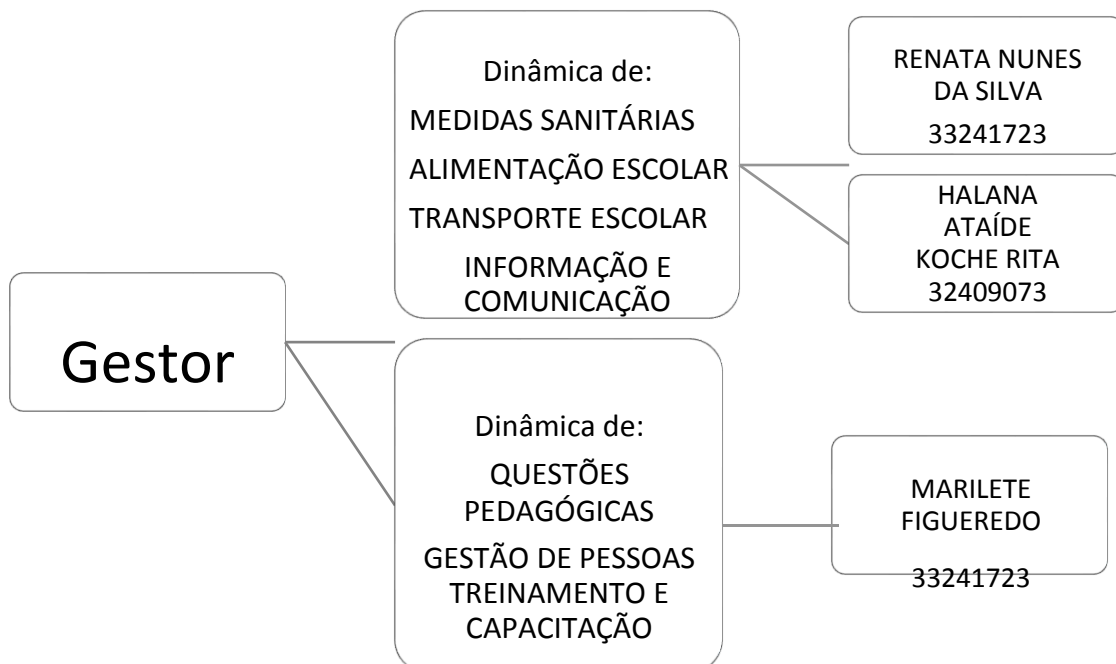 Gestor
Dinâmica de:
MEDIDAS SANITÁRIAS
ALIMENTAÇÃO ESCOLAR
TRANSPORTE ESCOLAR
INFORMAÇÃO E
COMUNICAÇÃO
RENATA NUNES
DA SILVA
33241723
HALANA
ATAÍDE
KOCHE RITA
32409073
Dinâmica de:
QUESTÕES
PEDAGÓGICAS
GESTÃO DE PESSOAS
TREINAMENTO E
CAPACITAÇÃO
MARILETE
FIGUEREDO
33241723